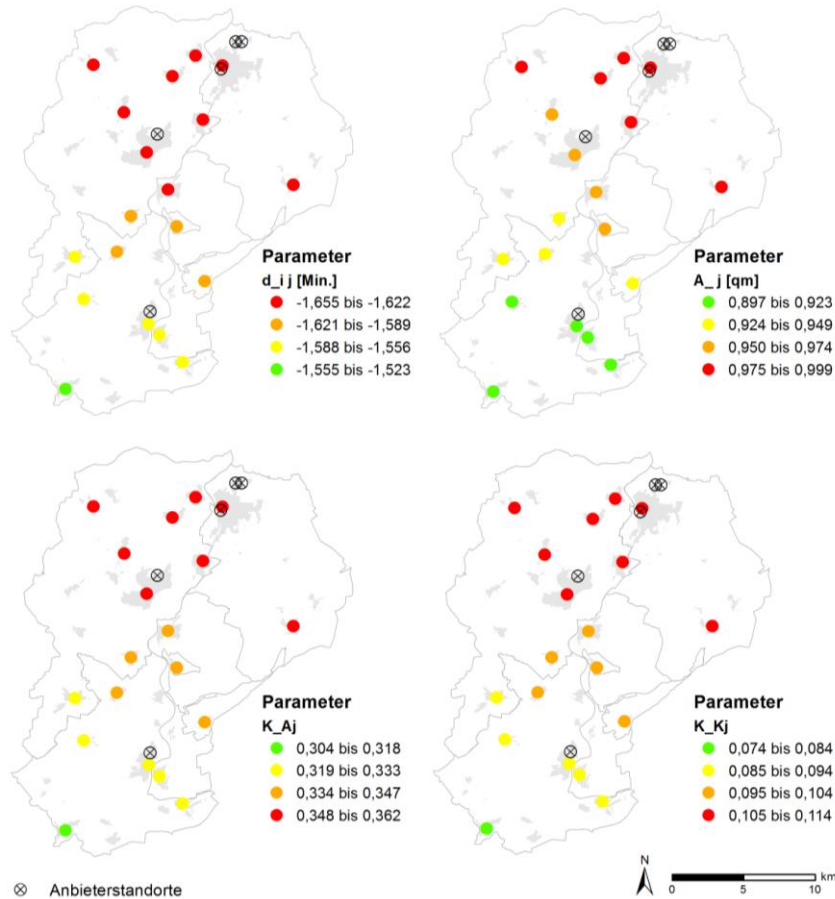 Parameter
d_i j [Min.]
-1,655 bis -1,622
-1,621 bis -1,589
-1,588 bis -1,556
-1,555 bis -1,523
Parameter
A_ j [qm]
0,897 bis 0,923
0,924 bis 0,949
0,950 bis 0,974
0,975 bis 0,999
Parameter
K_Aj
0,304 bis 0,318
0,319 bis 0,333
0,334 bis 0,347
0,348 bis 0,362
Parameter
K_Kj
0,074 bis 0,084
0,085 bis 0,094
0,095 bis 0,104
0,105 bis 0,114
Anbieterstandorte
N
km
0 5 10